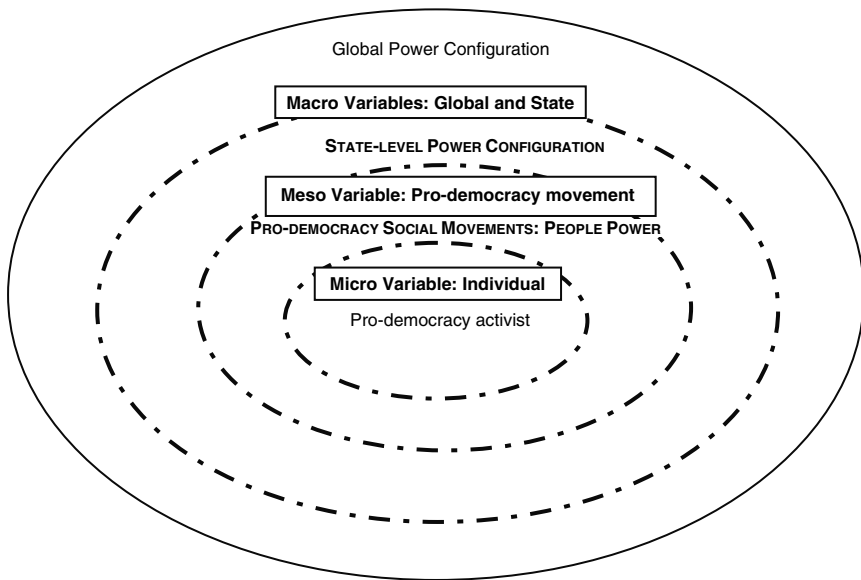 Global Power Configuration
Macro Variables: Global and State
STATE-LEVEL POWER CONFIGURATION
Meso Variable: Pro-democracy movement
PRO-DEMOCRACY SOCIAL MOVEMENTS: PEOPLE POWER
Micro Variable: Individual
Pro-democracy activist